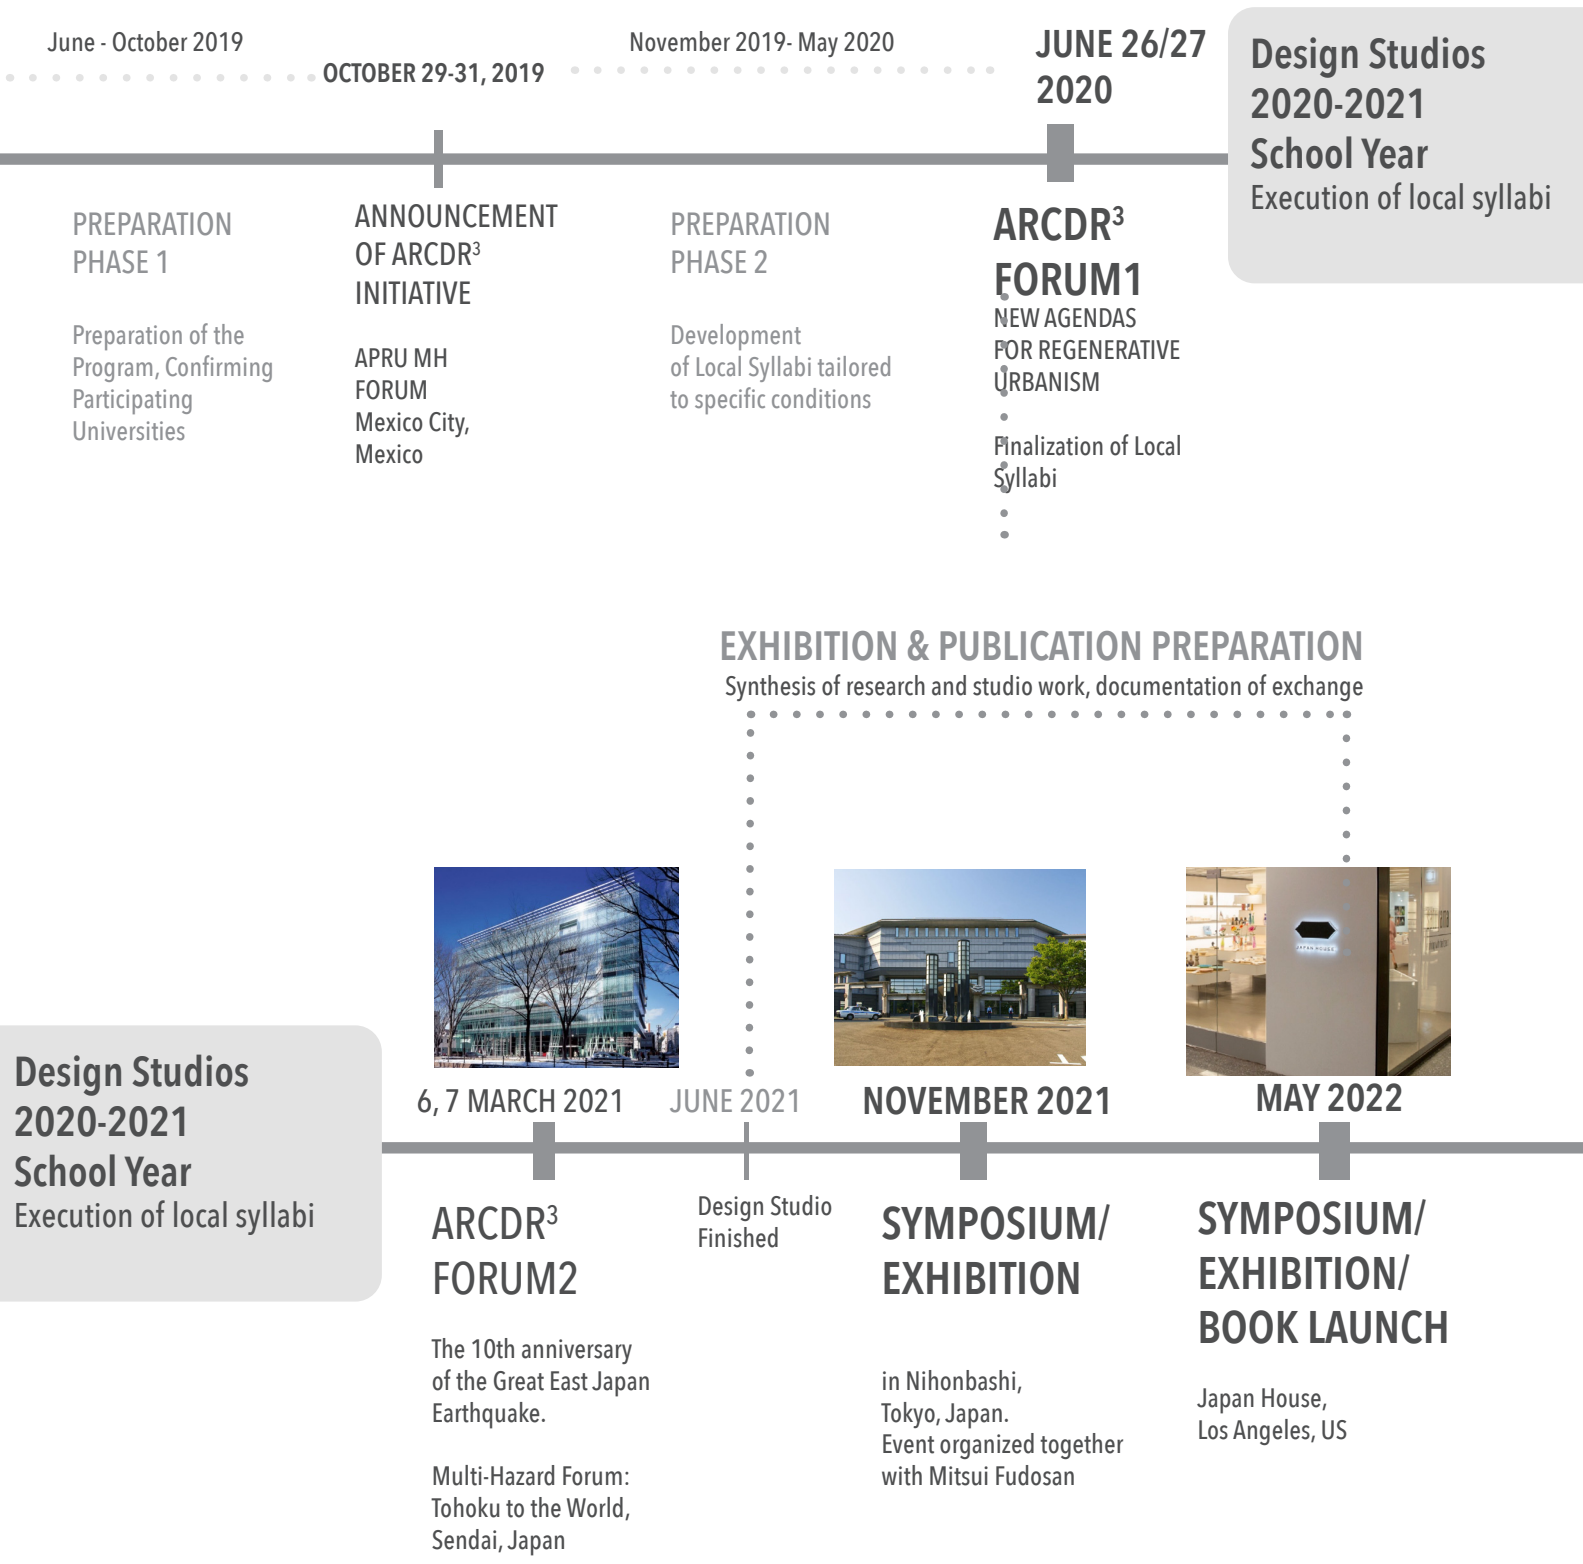 June - October 2019
OCTOBER 29-31, 2019
November 2019- May 2020
JUNE 26/27
2020
Design Studios
2020-2021
School Year
Execution of local syllabi
PREPARATION
PHASE 1
Preparation of the
Program, Confirming
Participating
Universities
ANNOUNCEMENT
OF ARCDR³
INITIATIVE
APRU MH
FORUM
Mexico City,
Mexico
PREPARATION
PHASE 2
Development
of Local Syllabi tailored
to specific conditions
ARCDR³
FORUM1
NEW AGENDAS
FOR REGENERATIVE
URBANISM
Finalization of Local
Syllabi
EXHIBITION & PUBLICATION PREPARATION
Synthesis of research and studio work, documentation of exchange
JAPAN HOUSE
Design Studios
2020-2021
School Year
Execution of local syllabi
6, 7 MARCH 2021
JUNE 2021
NOVEMBER 2021
MAY 2022
ARCDR³
FORUM2
The 10th anniversary
of the Great East Japan
Earthquake.
Multi-Hazard Forum:
Tohoku to the World,
Sendai, Japan
Design Studio
Finished
SYMPOSIUM/
EXHIBITION
in Nihonbashi,
Tokyo, Japan.
Event organized together
with Mitsui Fudosan
SYMPOSIUM/
EXHIBITION/
BOOK LAUNCH
Japan House,
Los Angeles, US